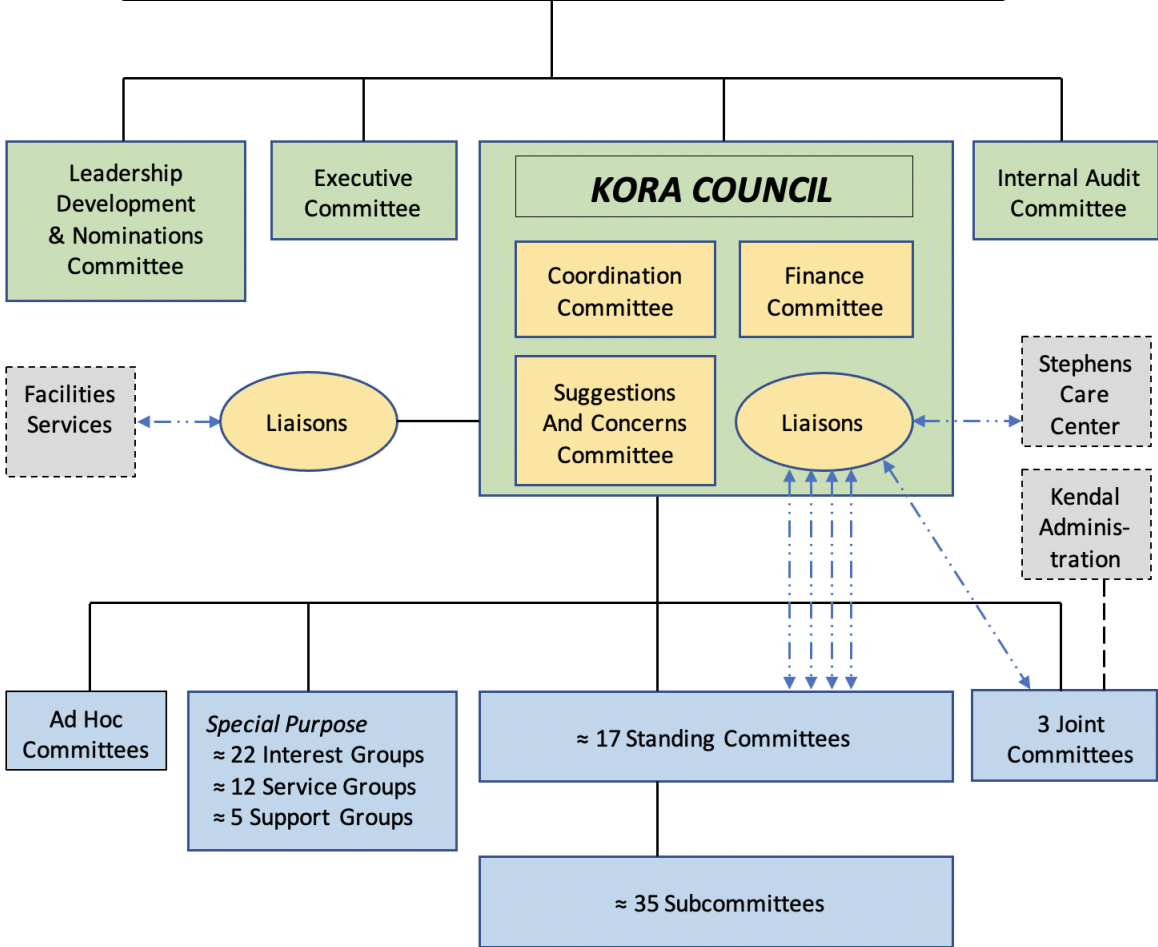 Leadership
Development
& Nominations
Committee
Executive
Committee
KORA COUNCIL
Internal Audit
Committee
Coordination
Committee
Finance
Committee
Facilities
Services
Liaisons
Suggestions
And Concerns
Committee
Liaisons
Stephens
Care
Center
Kendal
Adminis-
tration
Ad Hoc
Committees
Special Purpose
≈ 22 Interest Groups
≈ 12 Service Groups
≈ 5 Support Groups
≈ 17 Standing Committees
3 Joint
Committees
≈ 35 Subcommittees